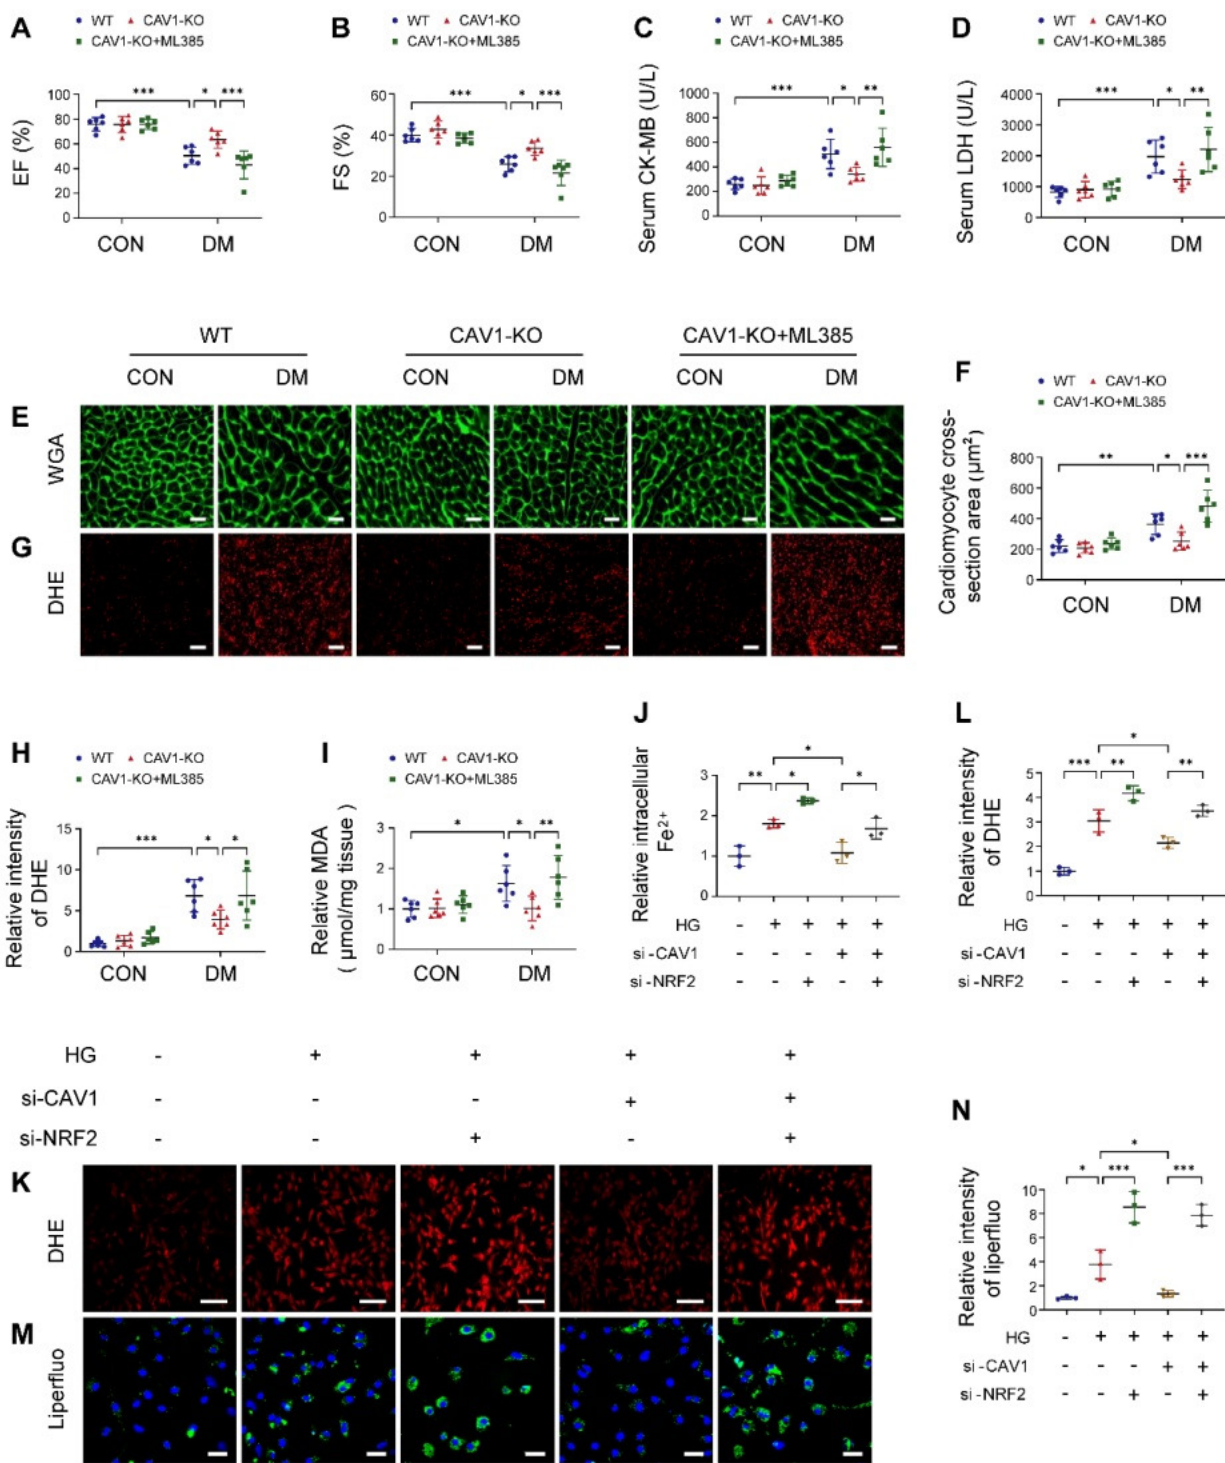 A
WT CAV1-KO
CAV1-KO+ML385
EF (%)
100
80
60
40
20
0
*** * ***
CON DM
B
WT CAV1-KO
CAV1-KO+ML385
FS (%)
60
40
20
0
*** * ***
CON DM
C
WT CAV1-KO
CAV1-KO+ML385
Serum CK-MB (U/L)
1000
800
600
400
200
0
*** * **
CON DM
D
WT CAV1-KO
CAV1-KO+ML385
Serum LDH (U/L)
4000
3000
2000
1000
0
*** * **
CON DM
WT CAV1-KO CAV1-KO+ML385
CON DM CON DM CON DM
E
WGA
G
DHE
F
WT CAV1-KO
CAV1-KO+ML385
Cardiomyocyte cross-
section area (µm²)
800
600
400
200
0
** * ***
CON DM
H
WT CAV1-KO
CAV1-KO+ML385
Relative intensity
of DHE
15
10
5
0
*** * *
CON DM
I
WT CAV1-KO
CAV1-KO+ML385
Relative MDA
( µmol/mg tissue)
3
2
1
0
* * **
CON DM
J
Relative intracellular
Fe²⁺
3
2
1
0
*
** * *
HG - + + + +
si-CAV1 - - - + +
si-NRF2 - - + - +
L
Relative intensity
of DHE
5
4
3
2
1
0
*
*** ** **
HG - + + + +
si-CAV1 - - - + +
si-NRF2 - - + - +
HG - + + + +
si-CAV1 - - - + +
si-NRF2 - - + - +
K
DHE
M
Liperfluo
N
Relative intensity
of liperfluo
10
8
6
4
2
0
*
* *** ***
HG - + + + +
si-CAV1 - - - + +
si-NRF2 - - + - +